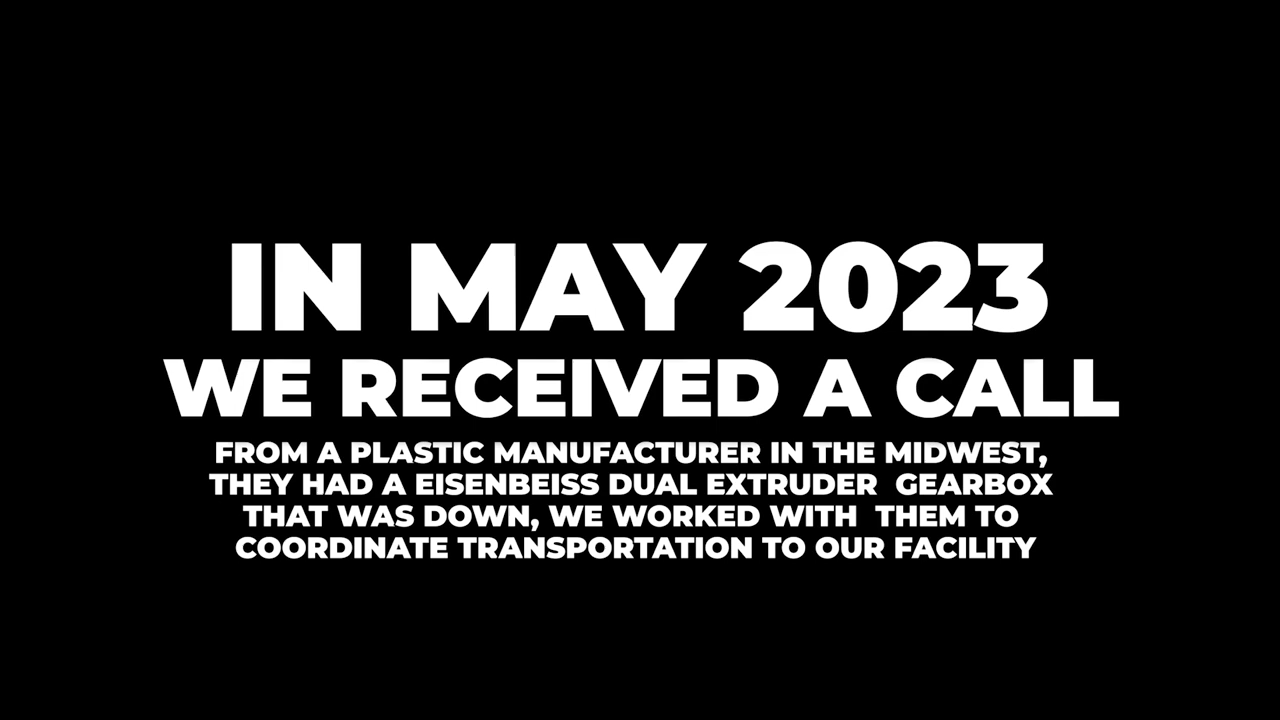 IN MAY 2023
WE RECEIVED A CALL
FROM A PLASTIC MANUFACTURER IN THE MIDWEST,
THEY HAD A EISENBEISS DUAL EXTRUDER  GEARBOX
THAT WAS DOWN, WE WORKED WITH  THEM TO
COORDINATE TRANSPORTATION TO OUR FACILITY